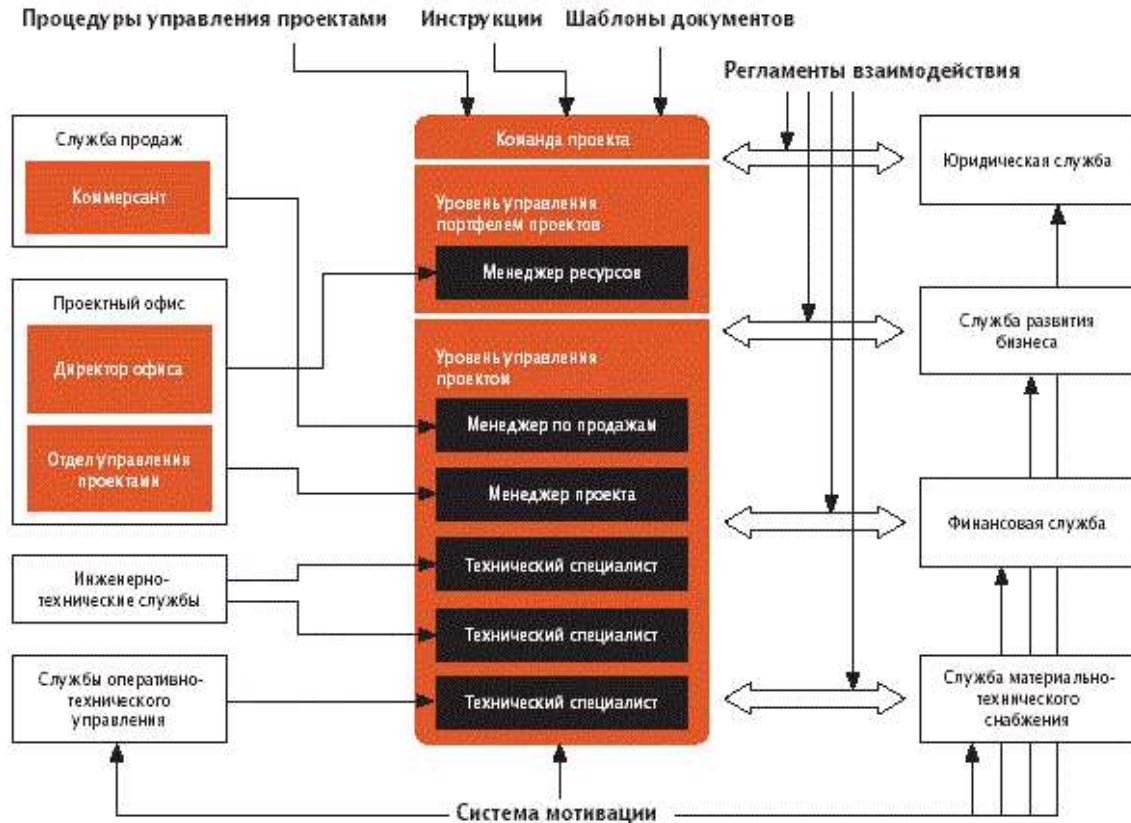 Процедуры управления проектами
Инструкции
Шаблоны документов
Регламенты взаимодействия
Служба продаж
Коммерсант
Проектный офис
Директор офиса
Отдел управления
проектами
Инженерно-
технические службы
Службы оперативно-
технического
управления
Команда проекта
Уровень управления
портфелем проектов
Менеджер ресурсов
Уровень управления
проектом
Менеджер по продажам
Менеджер проекта
Технический специалист
Технический специалист
Технический специалист
Юридическая служба
Служба развития
бизнеса
Финансовая служба
Служба материально-
технического
снабжения
Система мотивации